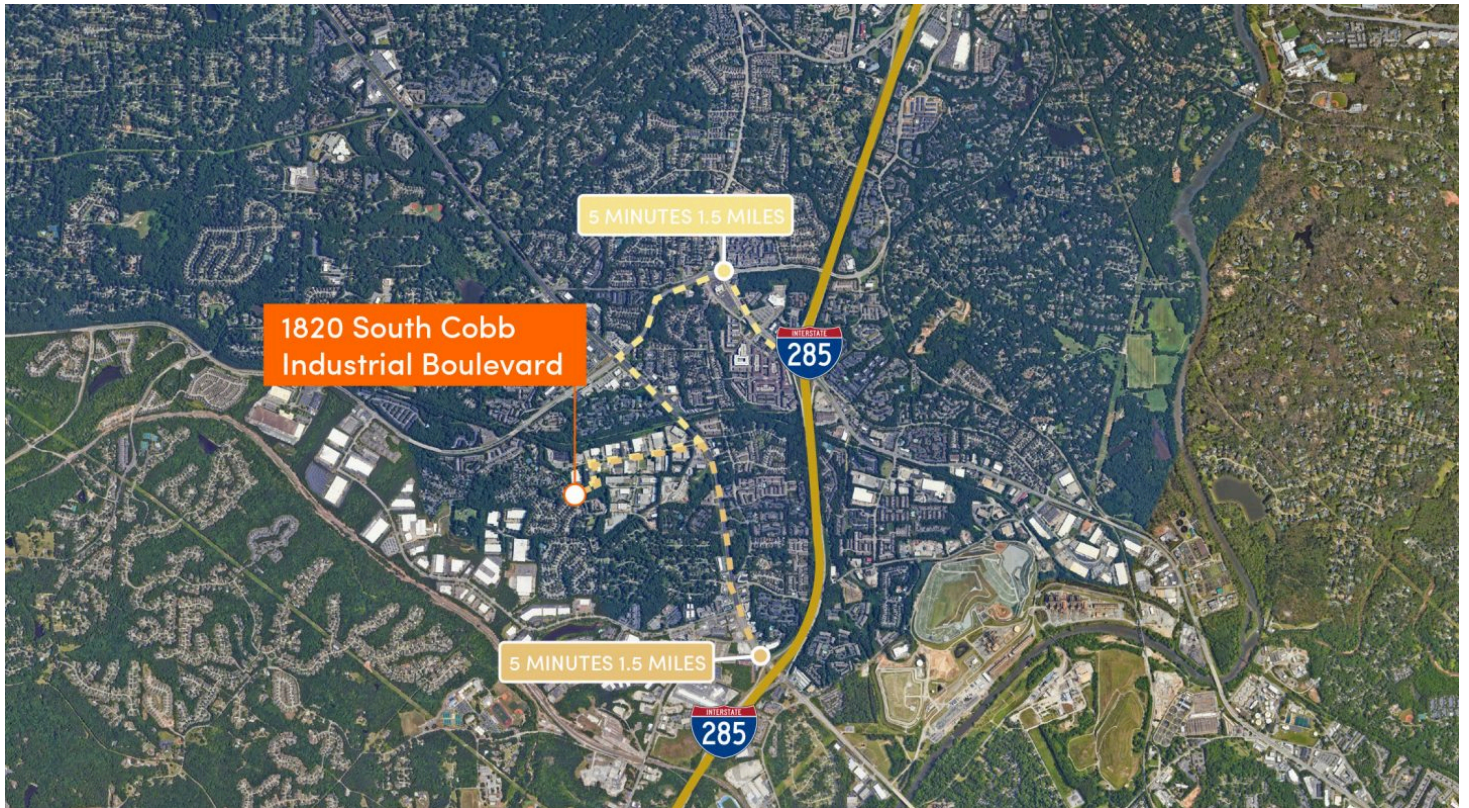 5 MINUTES 1.5 MILES
1820 South Cobb
Industrial Boulevard
INTERSTATE
285
5 MINUTES 1.5 MILES
INTERSTATE
285